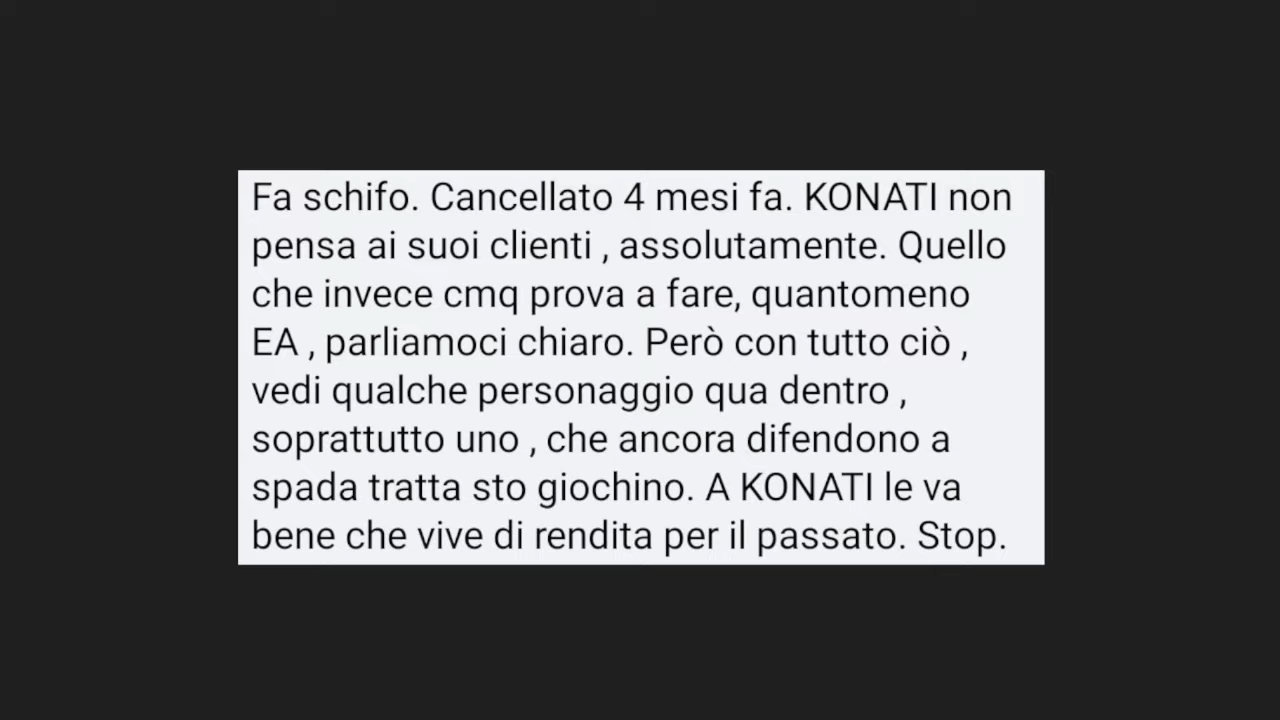 Fa schifo. Cancellato 4 mesi fa. KONATI non
pensa ai suoi clienti , assolutamente. Quello
che invece cmq prova a fare, quantomeno
EA , parliamoci chiaro. Però con tutto ciò ,
vedi qualche personaggio qua dentro ,
soprattutto uno , che ancora difendono a
spada tratta sto giochino. A KONATI le va
bene che vive di rendita per il passato. Stop.